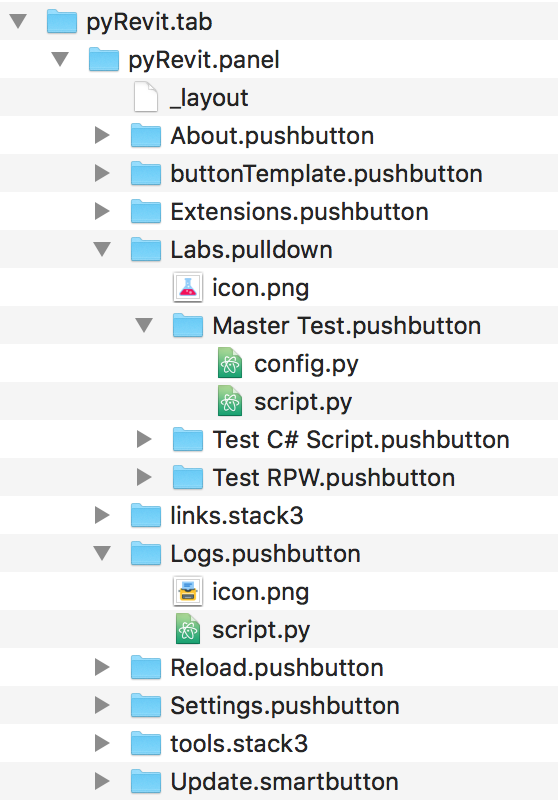 pyRevit.tab
pyRevit.panel
_layout
About.pushbutton
buttonTemplate.pushbutton
Extensions.pushbutton
Labs.pulldown
icon.png
Master Test.pushbutton
config.py
script.py
Test C# Script.pushbutton
Test RPW.pushbutton
links.stack3
Logs.pushbutton
icon.png
script.py
Reload.pushbutton
Settings.pushbutton
tools.stack3
Update.smartbutton